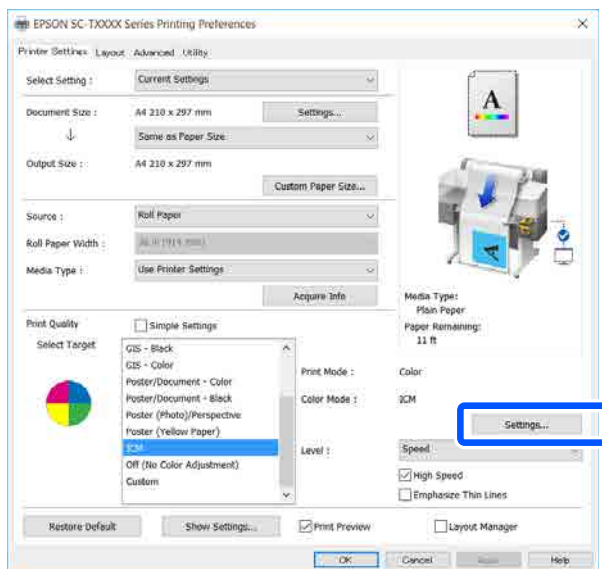 EPSON SC-TXXXX Series Printing Preferences
Printer Settings Layout Advanced Utility
Select Setting : Current Settings
Document Size : A4 210 x 297 mm Settings...
Same as Paper Size
Output Size : A4 210 x 297 mm
Custom Paper Size...
Source : Roll Paper
Roll Paper Width :
Media Type : Use Printer Settings
Acquire Info
Media Type:
Plain Paper
Paper Remaining:
11 ft
Print Quality Simple Settings
Select Target
GIS - Black
GIS - Color
Poster/Document - Color
Poster/Document - Black
Poster (Photo)/Perspective
Poster (Yellow Paper)
ICM
Off (No Color Adjustment)
Custom
Print Mode : Color
Color Mode : ICM
Settings...
Level : Speed
High Speed
Emphasize Thin Lines
Restore Default Show Settings... Print Preview Layout Manager
OK Cancel Help
A
A